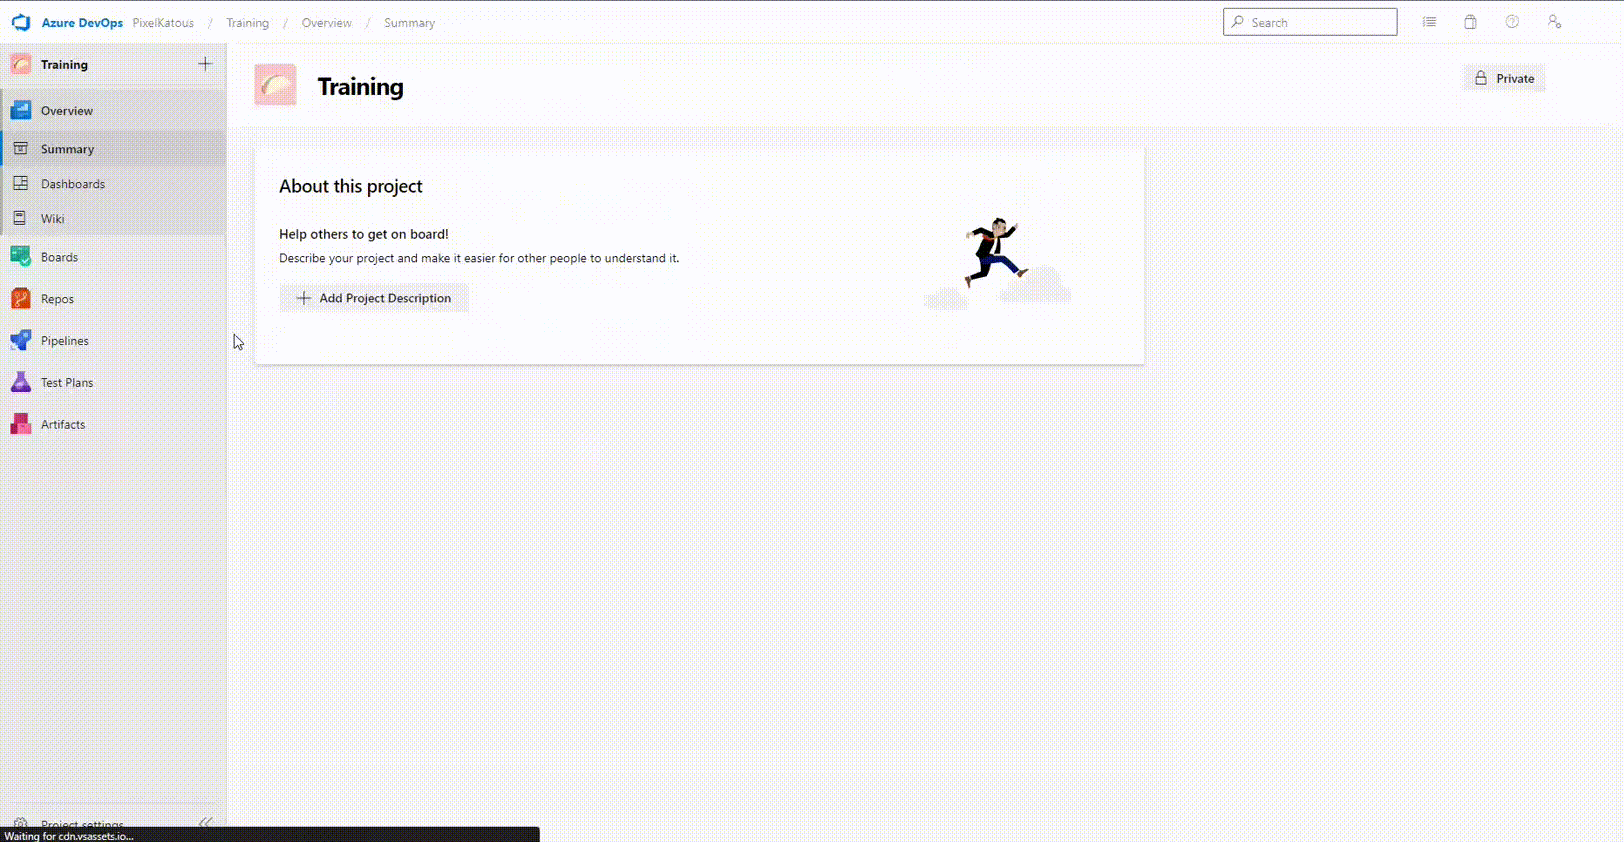 Azure DevOps PixelKatous / Training / Overview / Summary
Search
Training
Overview
Summary
Dashboards
Wiki
Boards
Repos
Pipelines
Test Plans
Artifacts
Project settings
Training
Private
About this project
Help others to get on board!
Describe your project and make it easier for other people to understand it.
Add Project Description
Waiting for cdn.vsassets.io...